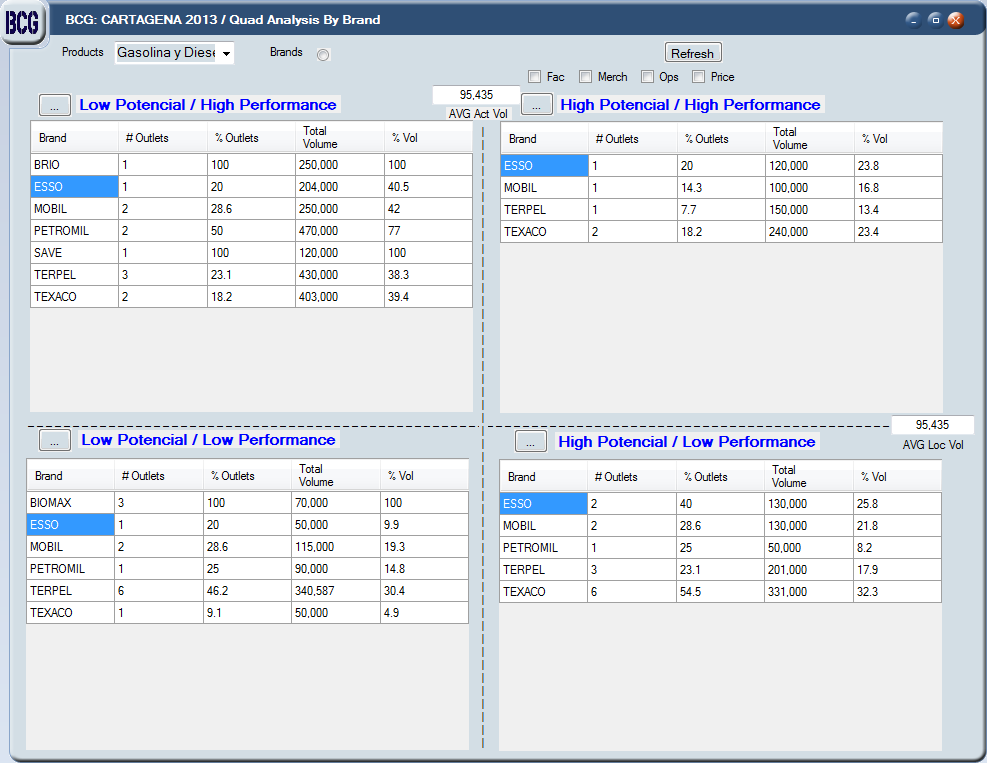 BCG
BCG: CARTAGENA 2013 / Quad Analysis By Brand
Products Gasolina y Diese Brands Refresh
Fac Merch Ops Price
... Low Potencial / High Performance
95,435
AVG Act Vol
Brand # Outlets % Outlets Total Volume % Vol
BRIO 1 100 250,000 100
ESSO 1 20 204,000 40.5
MOBIL 2 28.6 250,000 42
PETROMIL 2 50 470,000 77
SAVE 1 100 120,000 100
TERPEL 3 23.1 430,000 38.3
TEXACO 2 18.2 403,000 39.4
... High Potencial / High Performance
Brand # Outlets % Outlets Total Volume % Vol
ESSO 1 20 120,000 23.8
MOBIL 1 14.3 100,000 16.8
TERPEL 1 7.7 150,000 13.4
TEXACO 2 18.2 240,000 23.4
... Low Potencial / Low Performance
Brand # Outlets % Outlets Total Volume % Vol
BIOMAX 3 100 70,000 100
ESSO 1 20 50,000 9.9
MOBIL 2 28.6 115,000 19.3
PETROMIL 1 25 90,000 14.8
TERPEL 6 46.2 340,587 30.4
TEXACO 1 9.1 50,000 4.9
... High Potencial / Low Performance
95,435
AVG Loc Vol
Brand # Outlets % Outlets Total Volume % Vol
ESSO 2 40 130,000 25.8
MOBIL 2 28.6 130,000 21.8
PETROMIL 1 25 50,000 8.2
TERPEL 3 23.1 201,000 17.9
TEXACO 6 54.5 331,000 32.3